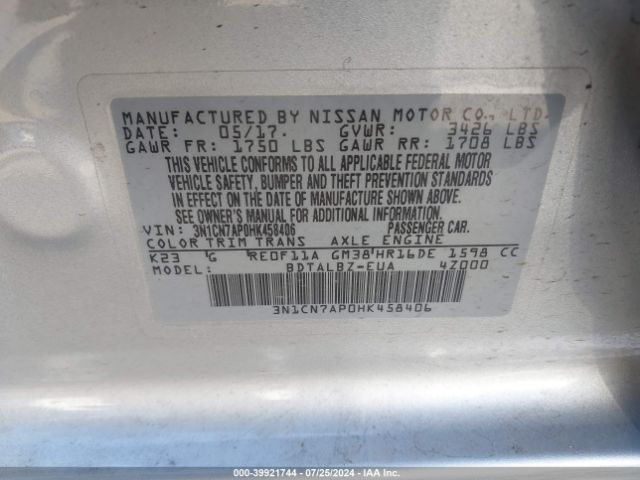 MANUFACTURED BY NISSAN MOTOR CO., LTD.
DATE: 05/17. GVWR: 3426 LBS
GAWR FR: 1750 LBS GAWR RR: 1708 LBS
THIS VEHICLE CONFORMS TO ALL APPLICABLE FEDERAL MOTOR
VEHICLE SAFETY, BUMPER AND THEFT PREVENTION STANDARDS
IN EFFECT ON THE DATE OF MANUFACTURE SHOWN ABOVE.
SEE OWNER'S MANUAL FOR ADDITIONAL INFORMATION
VIN: 3N1CN7AP0HK458406 PASSENGER CAR.
COLOR TRIM TRANS AXLE ENGINE
K23 G RE0F11A GM38 HR16DE 1598 CC
MODEL: BDTALBZ-EUA 4Z000
3N1CN7AP0HK458406
000-39921744 - 07/25/2024 - IAA Inc.